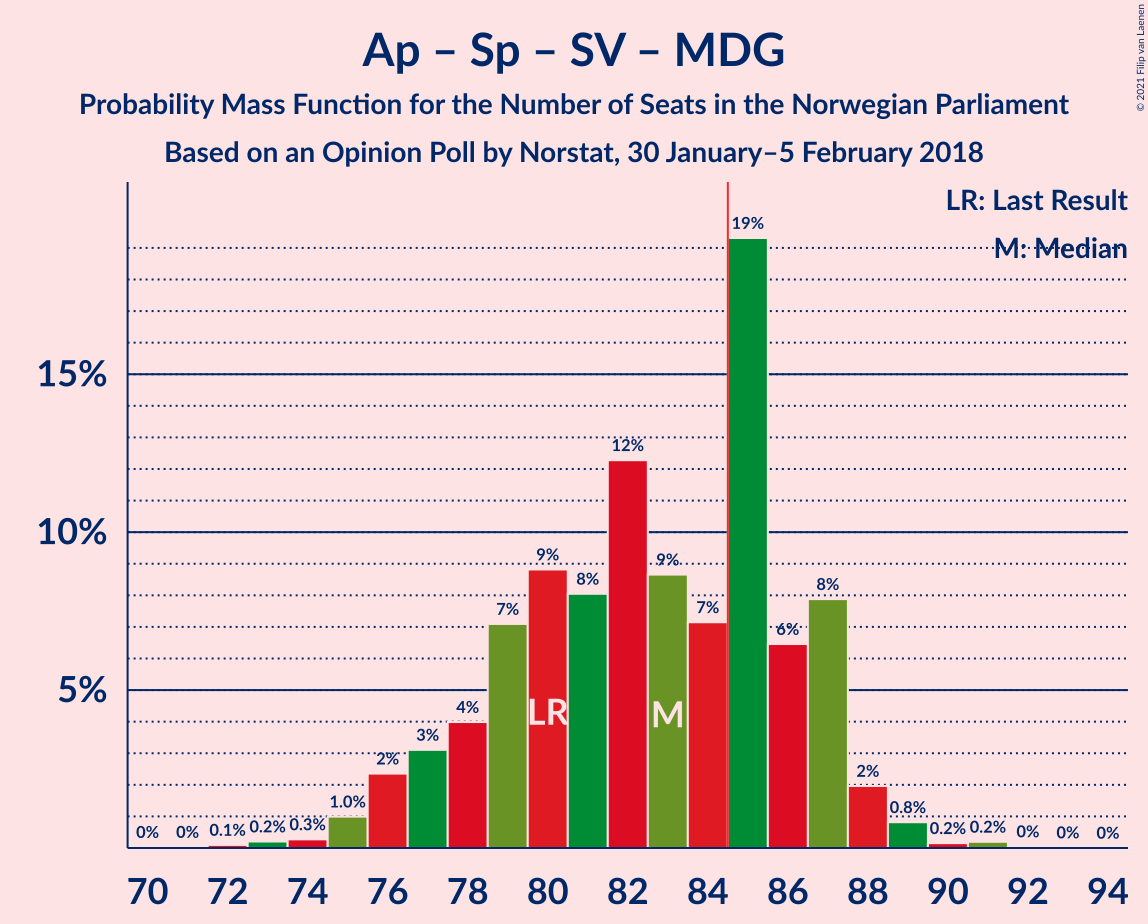 Ap – Sp – SV – MDG
Probability Mass Function for the Number of Seats in the Norwegian Parliament
Based on an Opinion Poll by Norstat, 30 January–5 February 2018
© 2021 Filip van Laenen
LR: Last Result
M: Median
15%
10%
5%
0% 0% 0.1% 0.2% 0.3% 1.0% 2% 3% 4% 7% 9% 8% 12% 9% 7% 19% 6% 8% 2% 0.8% 0.2% 0.2% 0% 0% 0%
LR M
70 72 74 76 78 80 82 84 86 88 90 92 94